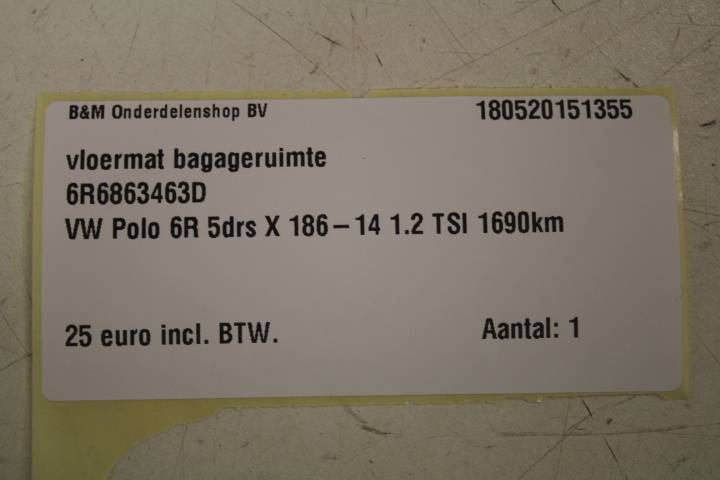 B&M Onderdelenshop BV 180520151355
vloermat bagageruimte
6R6863463D
VW Polo 6R 5drs X 186-14 1.2 TSI 1690km
25 euro incl. BTW. Aantal: 1